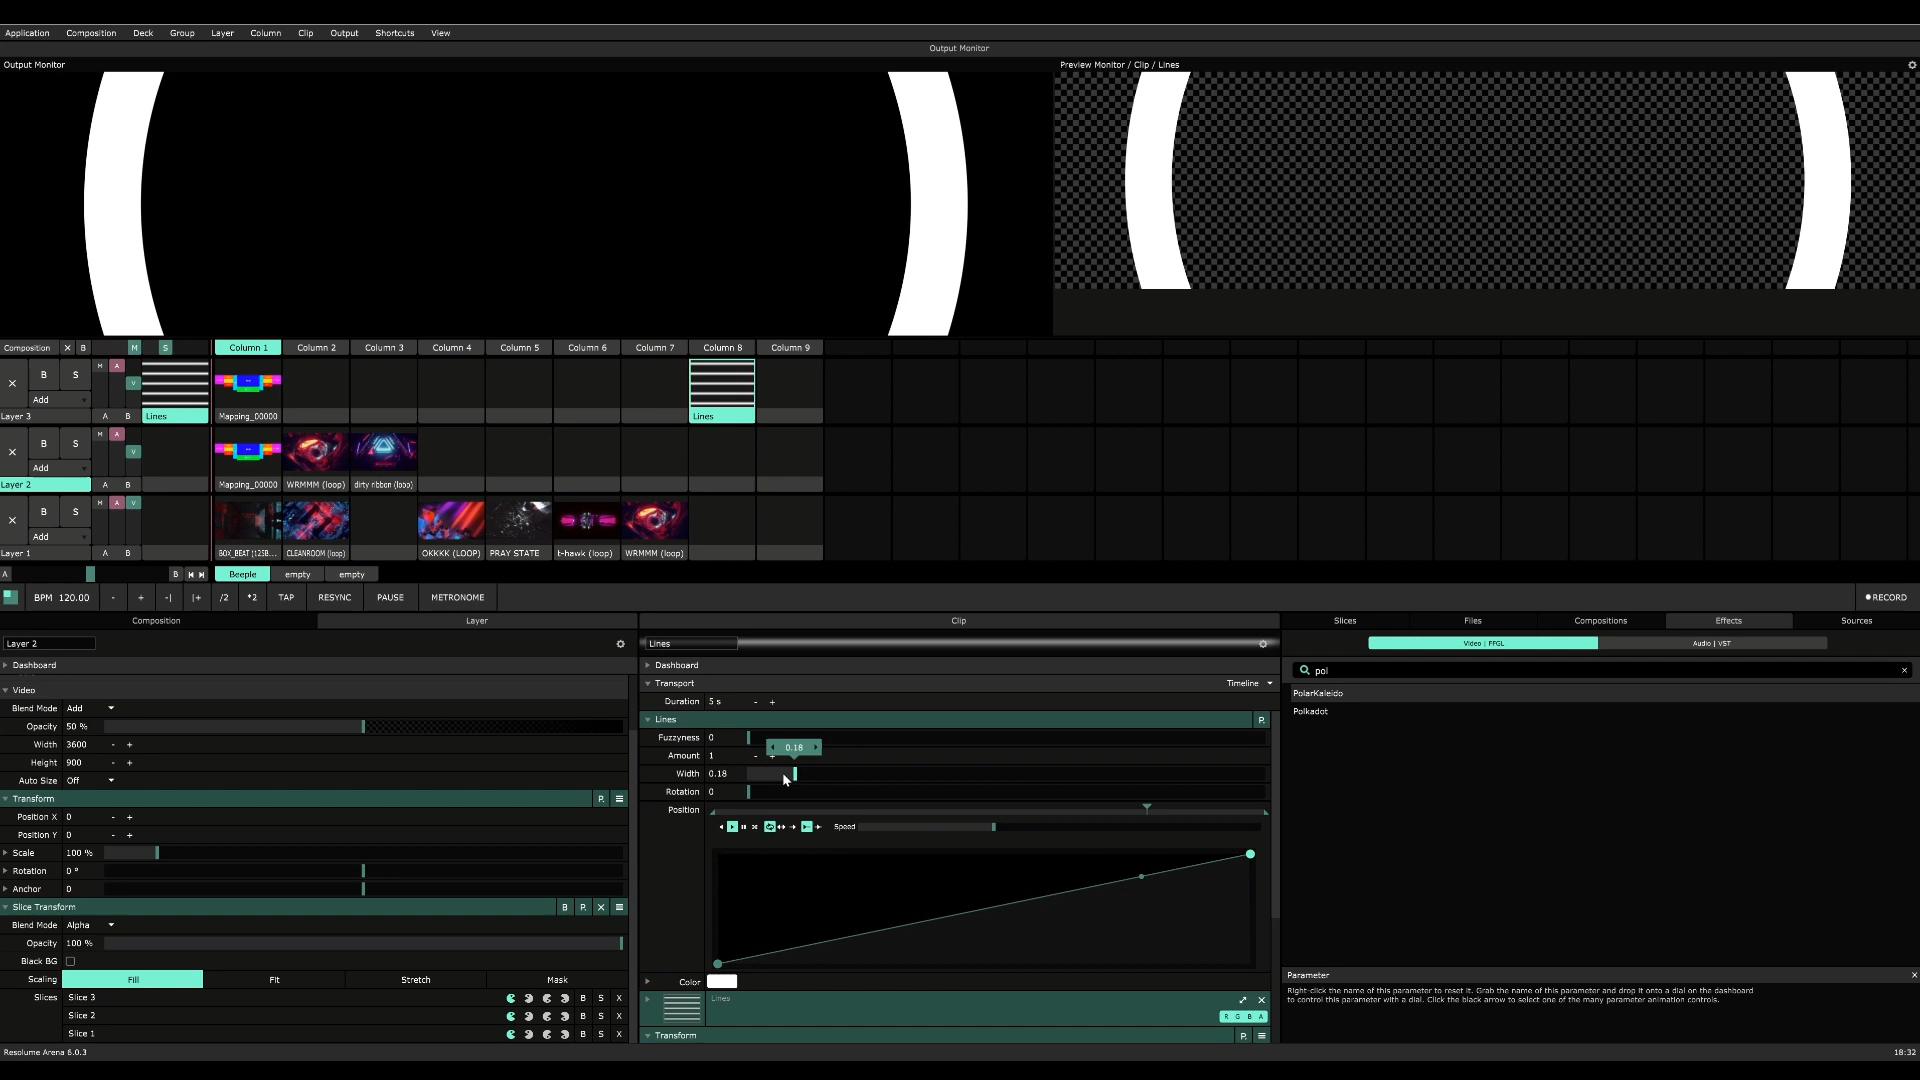 Application Composition Deck Group Layer Column Clip Output Shortcuts View
Output Monitor
Output Monitor
Preview Monitor / Clip / Lines
Composition X B M S Column 1 Column 2 Column 3 Column 4 Column 5 Column 6 Column 7 Column 8 Column 9
B S M A V
Add
Layer 3 A B Lines Mapping_00000 Lines
B S M A V
Add
Layer 2 A B Mapping_00000 WRMMM (loop) dirty ribbon (loop)
B S M A V
Add
Layer 1 A B BOX_BEAT (125B... CLEANROOM (loop) OKKKK (LOOP) PRAY STATE t-hawk (loop) WRMMM (loop)
A B Beeple empty empty
BPM 120.00 - + -| |+ /2 *2 TAP RESYNC PAUSE METRONOME RECORD
Composition Layer
Layer 2
Dashboard
Video
Blend Mode Add
Opacity 50 %
Width 3600 - +
Height 900 - +
Auto Size Off
Transform P.
Position X 0 - +
Position Y 0 - +
Scale 100 %
Rotation 0 °
Anchor 0
Slice Transform B P. X
Blend Mode Alpha
Opacity 100 %
Black BG
Scaling Fill Fit Stretch Mask
Slices Slice 3 B S X
Slice 2 B S X
Slice 1 B S X
Clip
Lines
Dashboard
Transport Timeline
Duration 5 s - +
Lines P.
Fuzzyness 0
0.18
Amount 1 - +
Width 0.18
Rotation 0
Position
Speed
Color
Lines
R G B A
Transform P.
Slices Files Compositions Effects Sources
Video | FFGL Audio | VST
pol
PolarKaleido
Polkadot
Parameter
Right-click the name of this parameter to reset it. Grab the name of this parameter and drop it onto a dial on the dashboard
to control this parameter with a dial. Click the black arrow to select one of the many parameter animation controls.
Resolume Arena 6.0.3
18:32